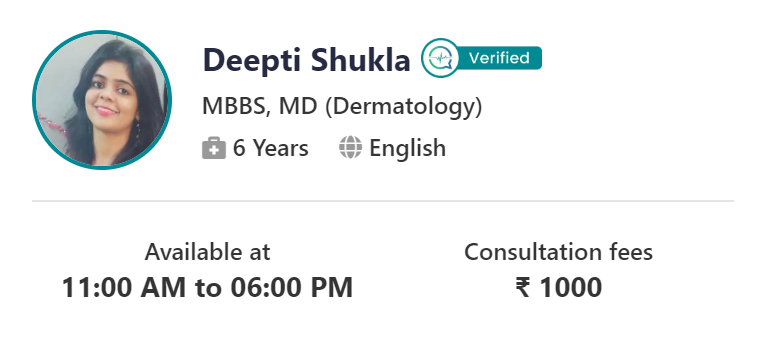 Deepti Shukla Verified
MBBS, MD (Dermatology)
6 Years English
Available at
11:00 AM to 06:00 PM
Consultation fees
₹ 1000